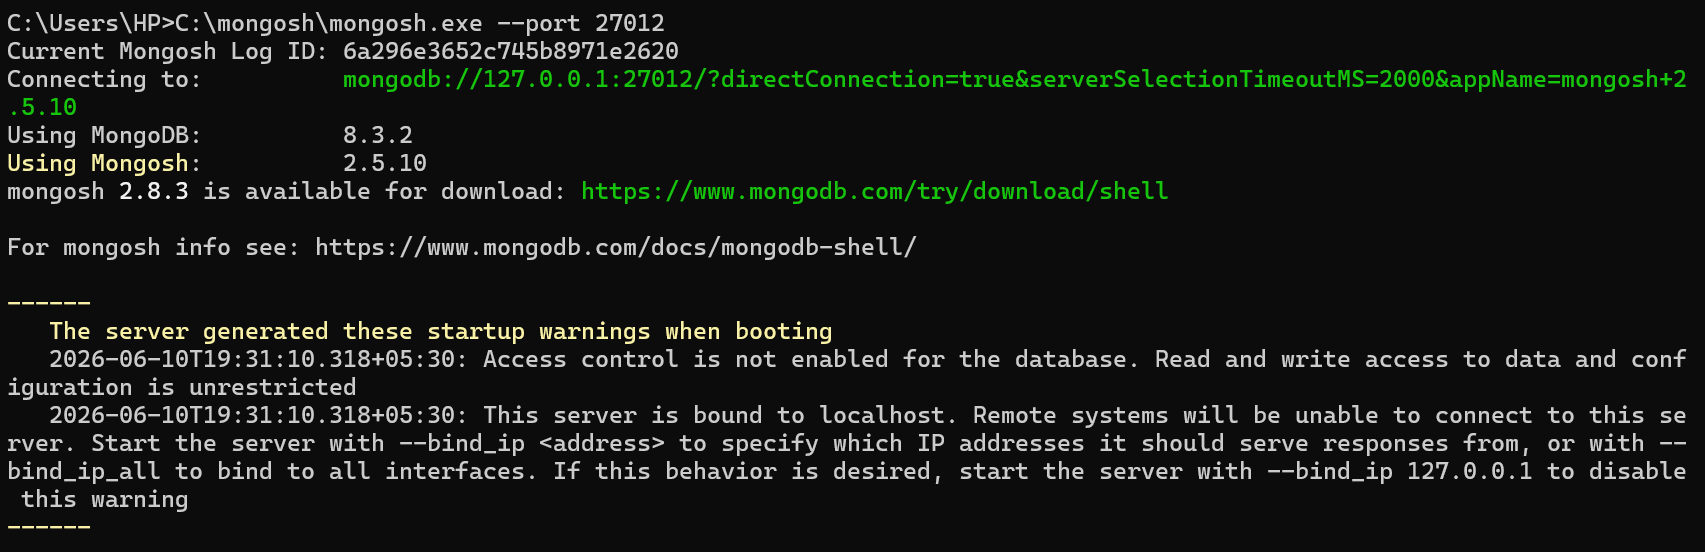 C:\Users\HP>C:\mongosh\mongosh.exe --port 27012
Current Mongosh Log ID: 6a296e3652c745b8971e2620
Connecting to:          mongodb://127.0.0.1:27012/?directConnection=true&serverSelectionTimeoutMS=2000&appName=mongosh+2
.5.10
Using MongoDB:          8.3.2
Using Mongosh:          2.5.10
mongosh 2.8.3 is available for download: https://www.mongodb.com/try/download/shell

For mongosh info see: https://www.mongodb.com/docs/mongodb-shell/

------
   The server generated these startup warnings when booting
   2026-06-10T19:31:10.318+05:30: Access control is not enabled for the database. Read and write access to data and conf
iguration is unrestricted
   2026-06-10T19:31:10.318+05:30: This server is bound to localhost. Remote systems will be unable to connect to this se
rver. Start the server with --bind_ip <address> to specify which IP addresses it should serve responses from, or with --
bind_ip_all to bind to all interfaces. If this behavior is desired, start the server with --bind_ip 127.0.0.1 to disable
 this warning
------